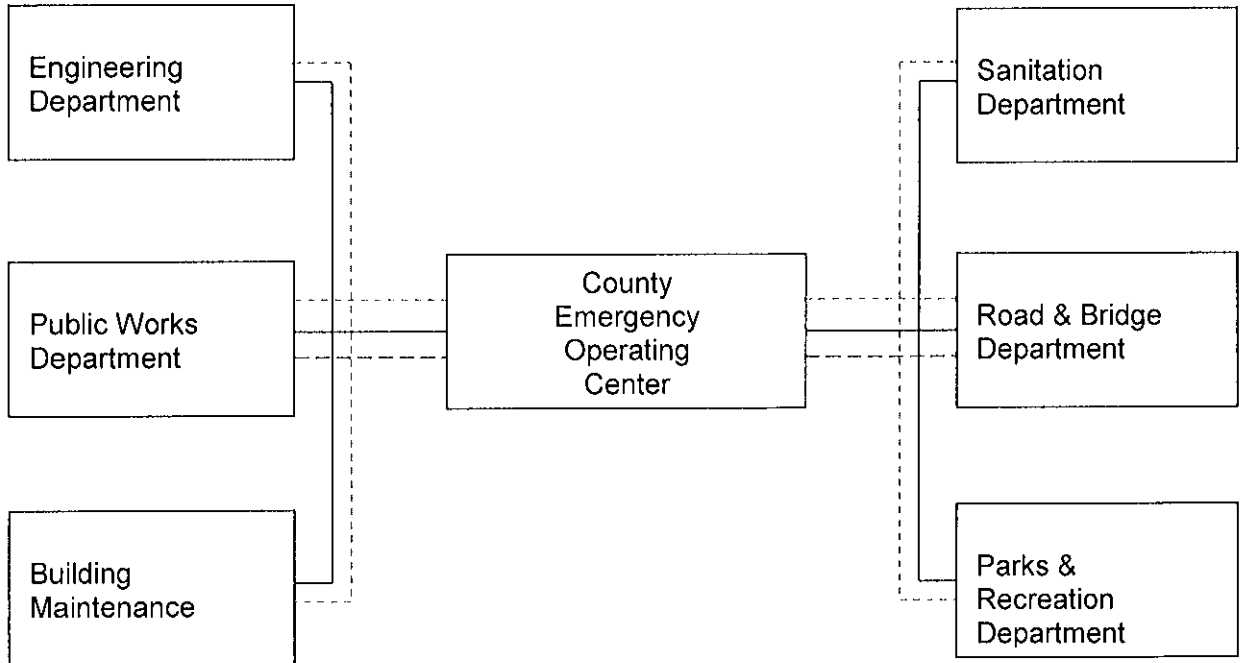 Engineering
Department
Sanitation
Department
Public Works
Department
County
Emergency
Operating
Center
Road & Bridge
Department
Building
Maintenance
Parks &
Recreation
Department